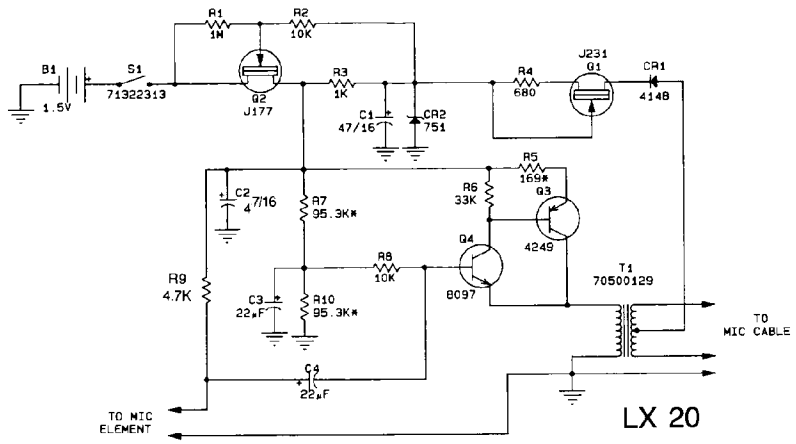 R1
1M
R2
10K
J231
Q1
B1
1.5V
S1
71322313
Q2
J177
R3
1K
C1
47/16
CR2
751
R4
680
CR1
4148
C2
47/16
R7
95.3K*
R6
33K
R5
169*
Q3
4249
R9
4.7K
C3
22µF
R10
95.3K*
R8
10K
Q4
8097
T1
70500129
TO
MIC CABLE
C4
22µF
TO MIC
ELEMENT
LX 20